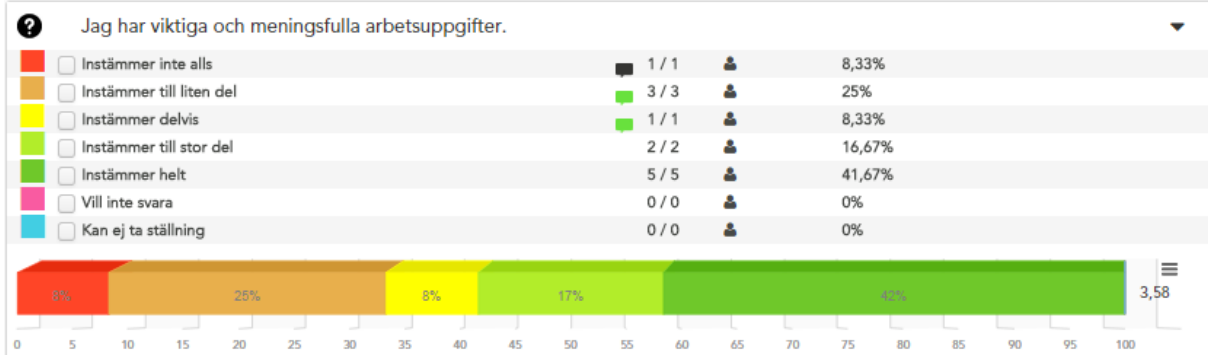 ? Jag har viktiga och meningsfulla arbetsuppgifter.
Instämmer inte alls 1 / 1 8,33%
Instämmer till liten del 3 / 3 25%
Instämmer delvis 1 / 1 8,33%
Instämmer till stor del 2 / 2 16,67%
Instämmer helt 5 / 5 41,67%
Vill inte svara 0 / 0 0%
Kan ej ta ställning 0 / 0 0%
8% 25% 8% 17% 42% 3,58
0 5 10 15 20 25 30 35 40 45 50 55 60 65 70 75 80 85 90 95 100